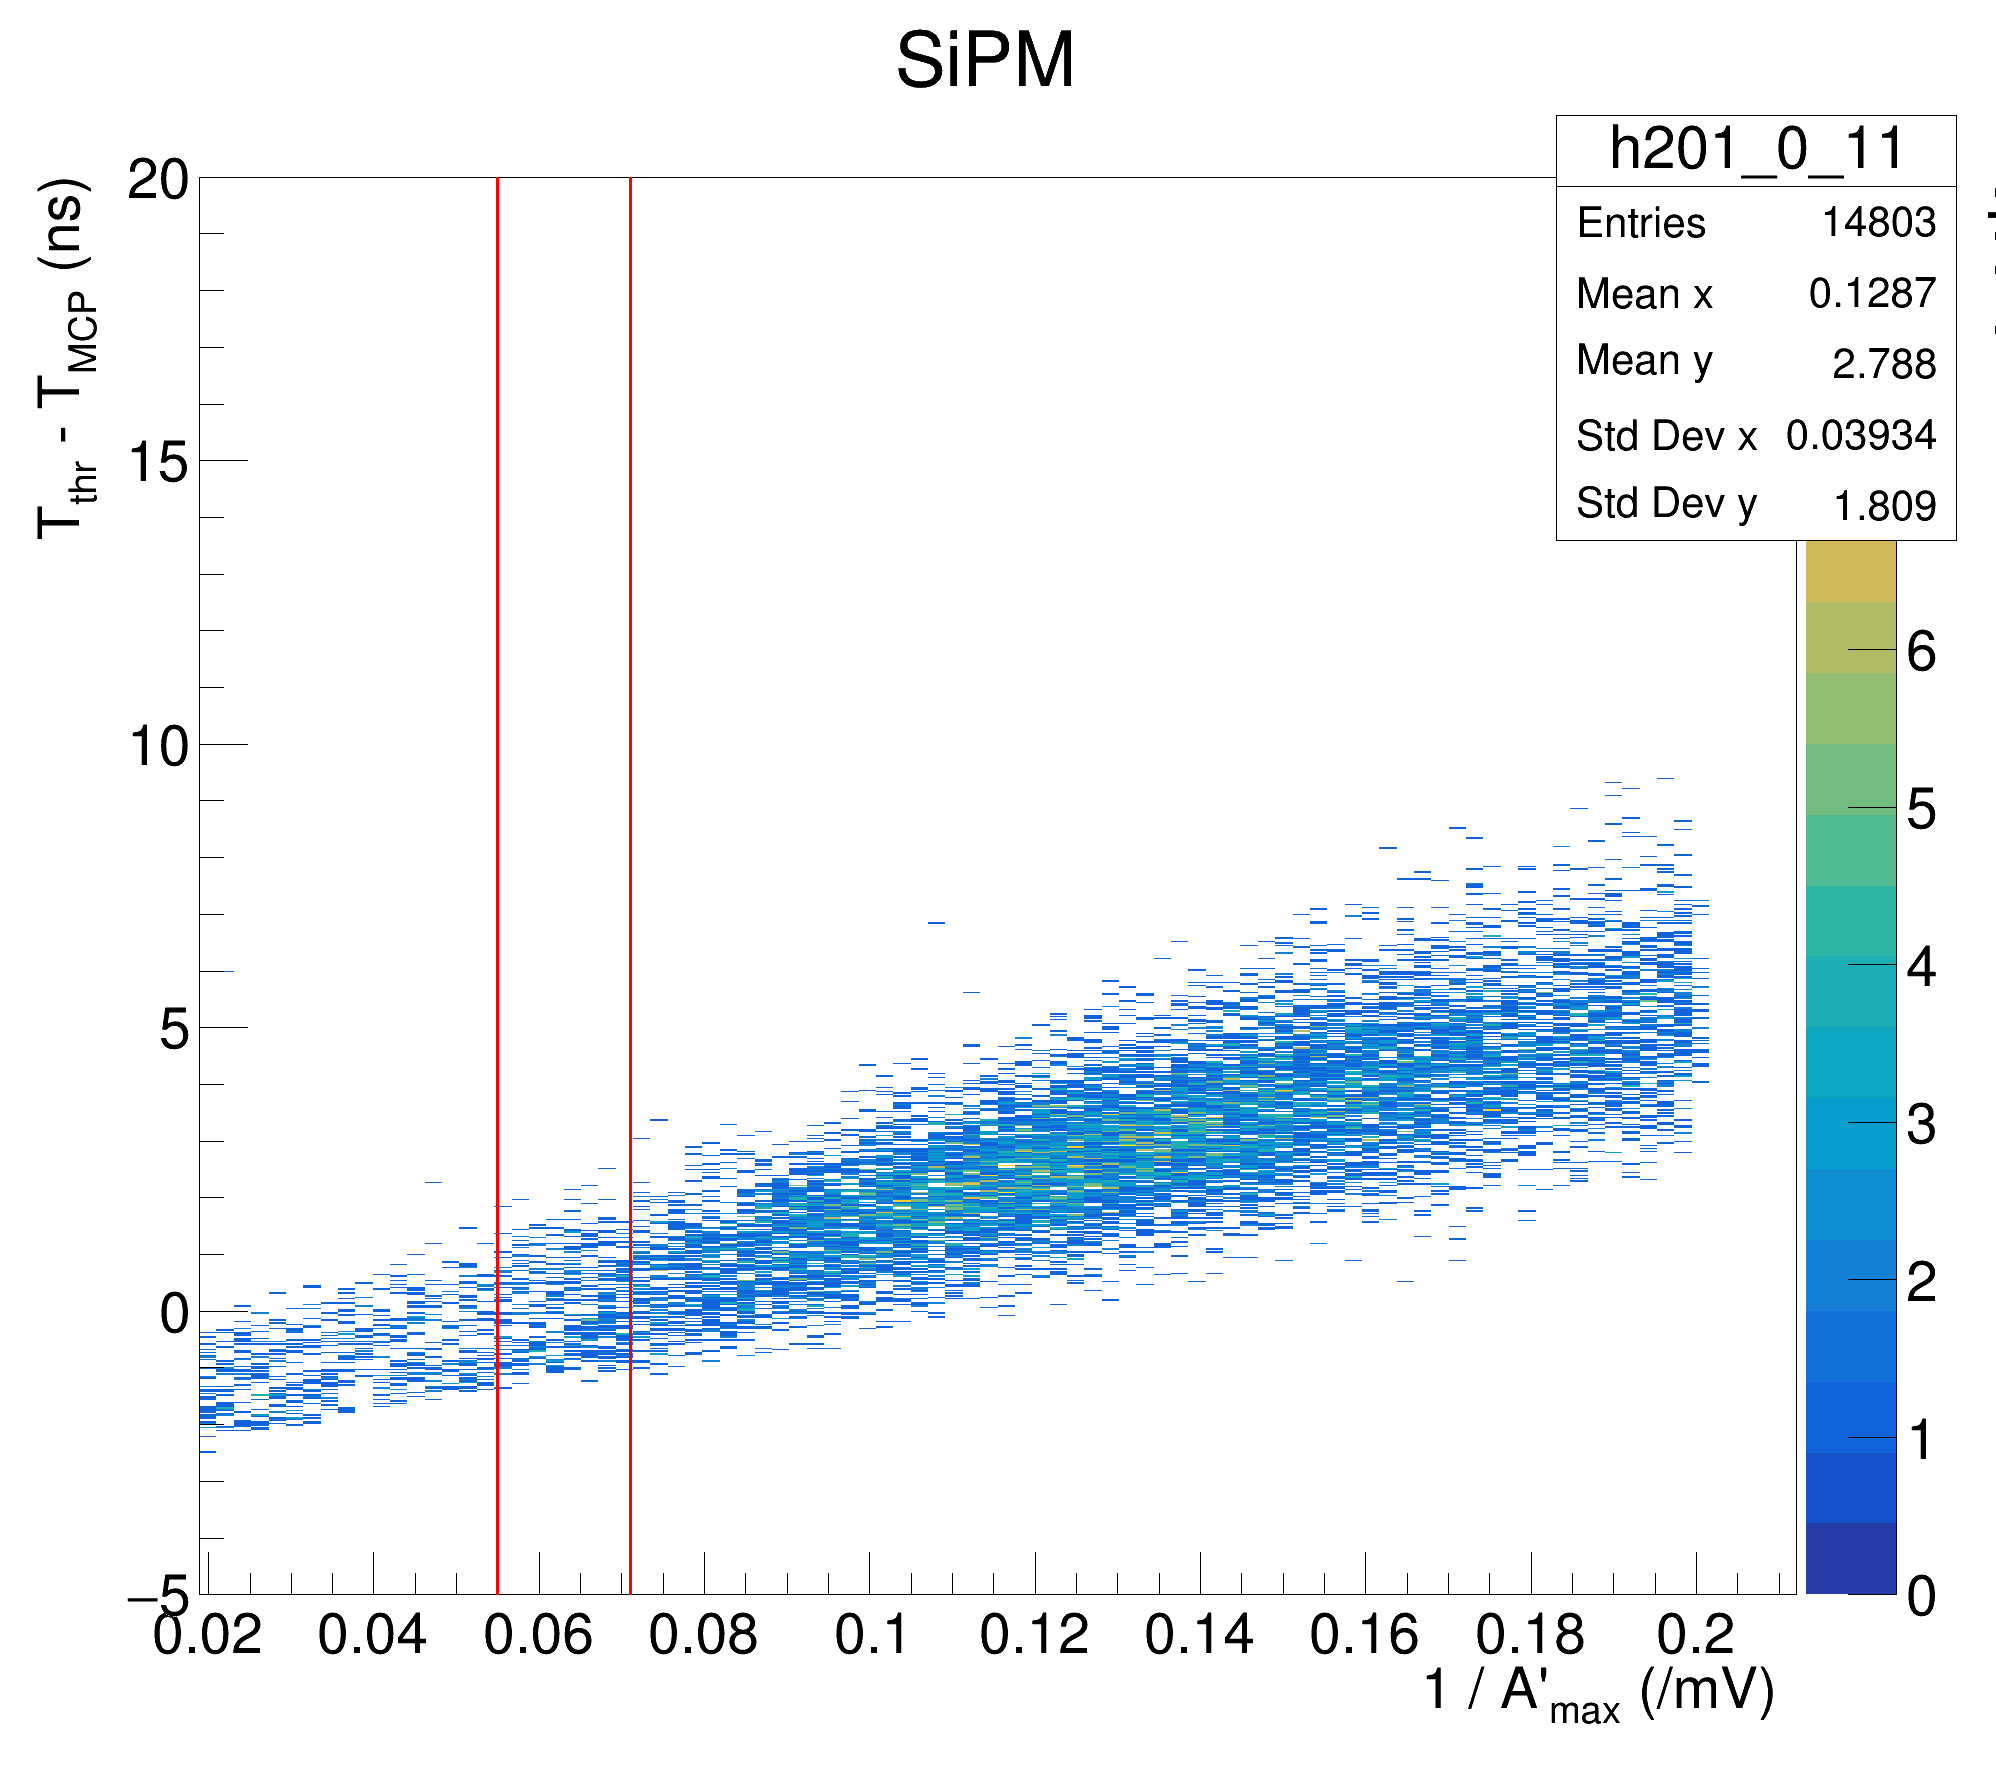 SiPM
h201_0_11
Entries 14803
Mean x 0.1287
Mean y 2.788
Std Dev x 0.03934
Std Dev y 1.809
T_thr - T_MCP (ns)
20
15
10
5
0
−5
0.02 0.04 0.06 0.08 0.1 0.12 0.14 0.16 0.18 0.2
1 / A'_max (/mV)
6
5
4
3
2
1
0